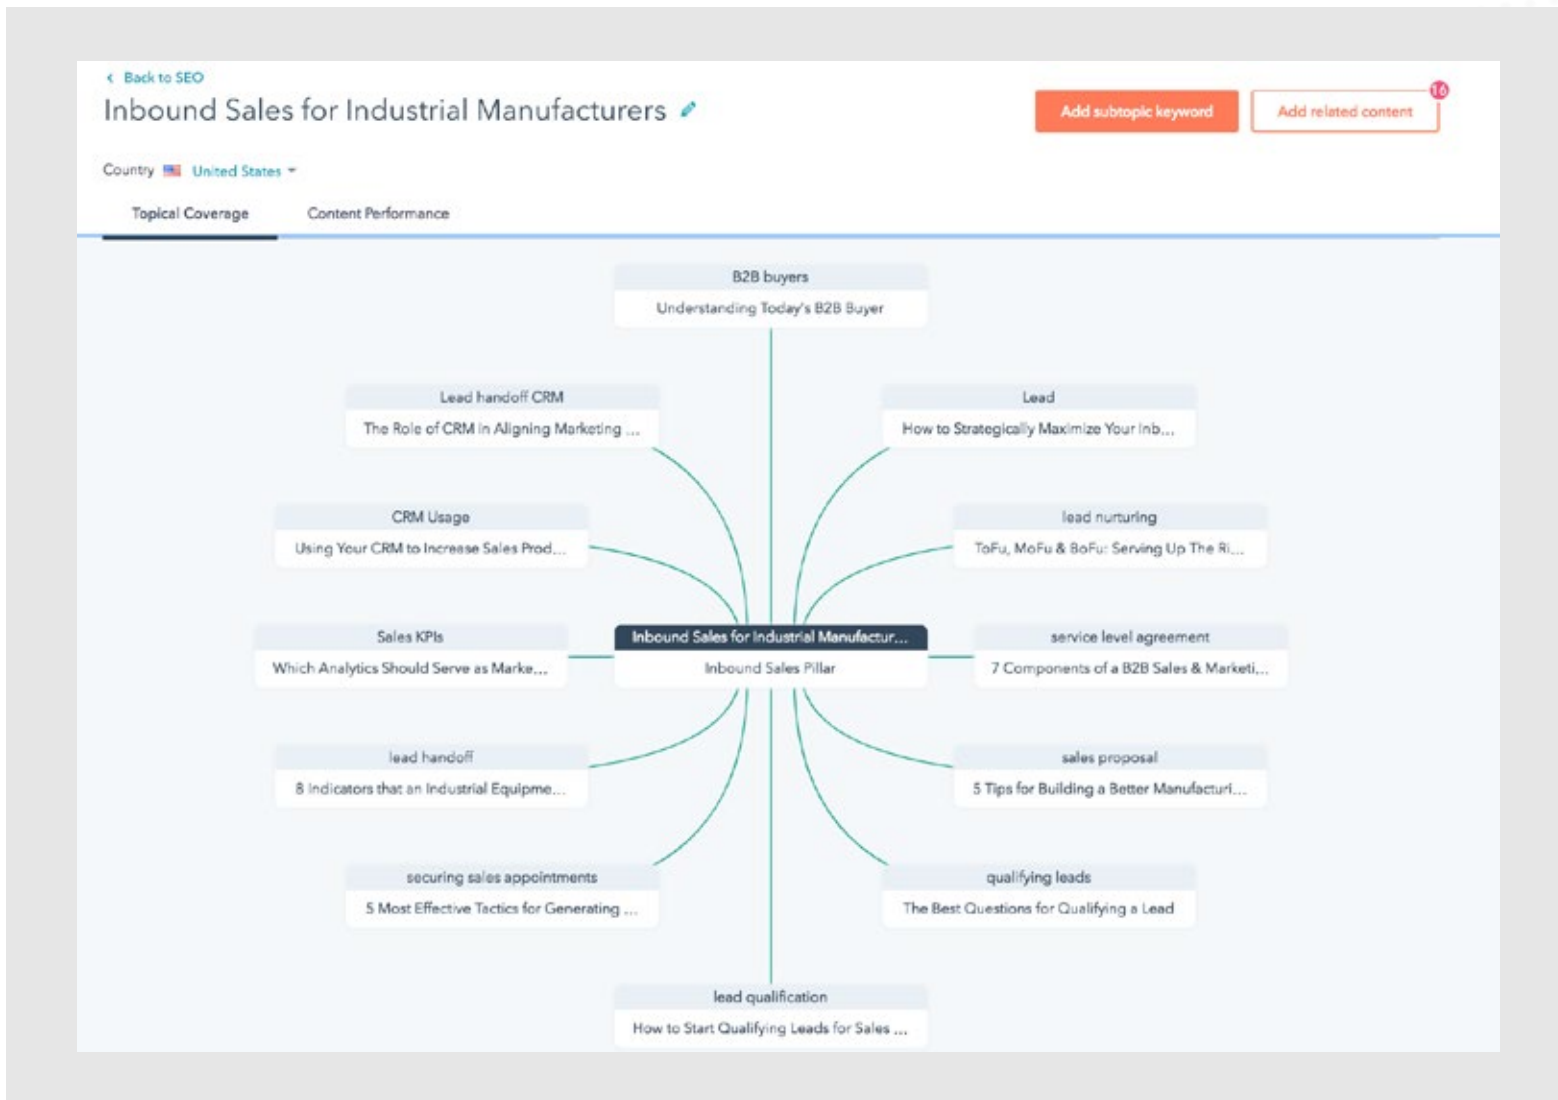 Back to SEO
Inbound Sales for Industrial Manufacturers
Add subtopic keyword
Add related content
16
Country United States
Topical Coverage Content Performance
B2B buyers
Understanding Today's B2B Buyer
Lead handoff CRM
The Role of CRM in Aligning Marketing ...
Lead
How to Strategically Maximize Your Inb...
CRM Usage
Using Your CRM to Increase Sales Prod...
lead nurturing
ToFu, MoFu & BoFu: Serving Up The Ri...
Sales KPIs
Which Analytics Should Serve as Marke...
Inbound Sales for Industrial Manufactur...
Inbound Sales Pillar
service level agreement
7 Components of a B2B Sales & Marketi...
lead handoff
8 Indicators that an Industrial Equipme...
sales proposal
5 Tips for Building a Better Manufacturi...
securing sales appointments
5 Most Effective Tactics for Generating ...
qualifying leads
The Best Questions for Qualifying a Lead
lead qualification
How to Start Qualifying Leads for Sales ...